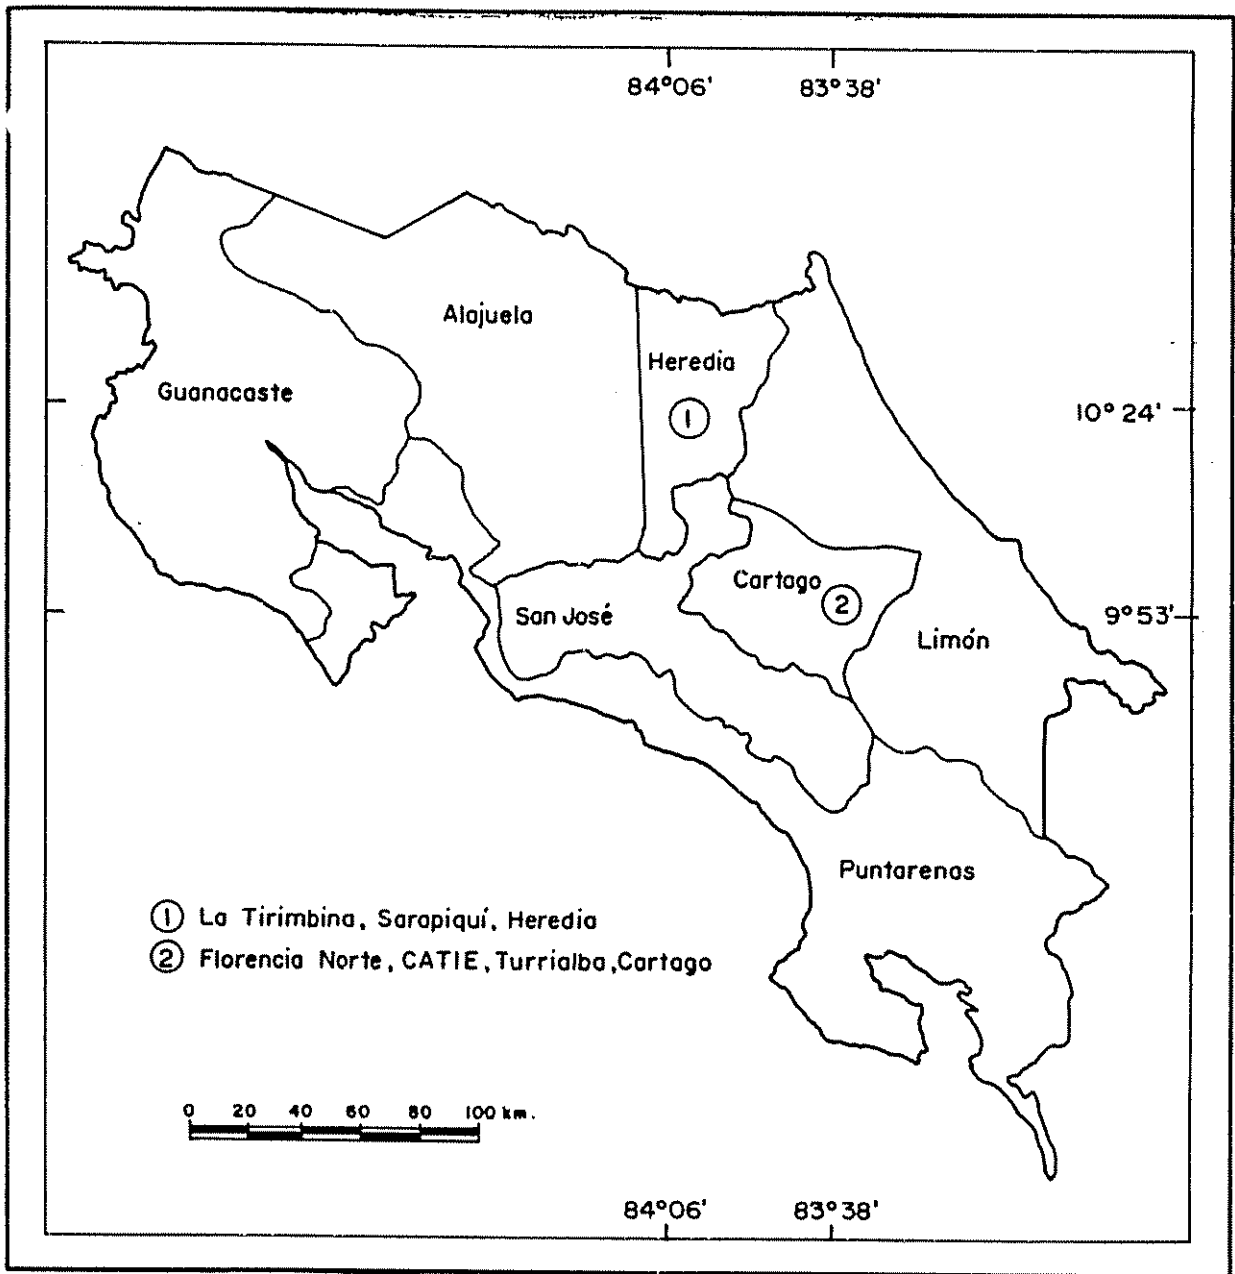 84°06' 83°38'
Alajuela
Heredia
Guanacaste
1
10° 24'
Cartago
2
San José
9°53'
Limón
Puntarenas
1 La Tirimbina, Sarapiquí, Heredia
2 Florencia Norte, CATIE, Turrialba, Cartago
0 20 40 60 80 100 km.
84°06' 83°38'